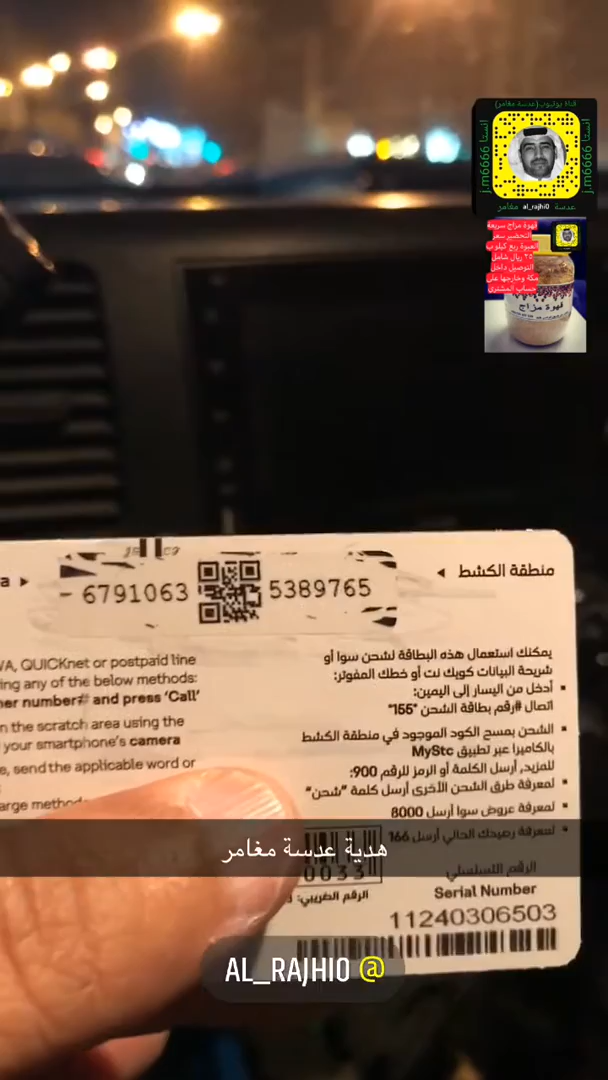 قناة يوتيوب(عدسة مغامر)
انستا j.m6666
انستا j.m6666
عدسة al_rajhi0 مغامر
قهوة مزاج سريعة
التحضير سعر
العبوة ربع كيلو ب
٢٥ ريال شامل
التوصيل داخل
مكة وخارجها على
حساب المشتري
قهوة مزاج
منطقة الكشط
6791063 5389765
VA, QUICKnet or postpaid line
ing any of the below methods:
er number# and press ‘Call’
n the scratch area using the
your smartphone’s camera
e, send the applicable word or
arge methods
يمكنك استعمال هذه البطاقة لشحن سوا أو
شريحة البيانات كويك نت أو خطك المفوتر:
أدخل من اليسار إلى اليمين:
اتصال #رقم بطاقة الشحن *155*
الشحن بمسح الكود الموجود في منطقة الكشط
بالكاميرا عبر تطبيق MyStc
للمزيد, أرسل الكلمة أو الرمز للرقم 900:
لمعرفة طرق الشحن الأخرى أرسل كلمة “شحن”
لمعرفة عروض سوا أرسل 8000
لمعرفة رصيدك الحالي أرسل 166
هدية عدسة مغامر
0033
الرقم الضريبي:
الرقم التسلسلي
Serial Number
11240306503
AL_RAJHI0 @